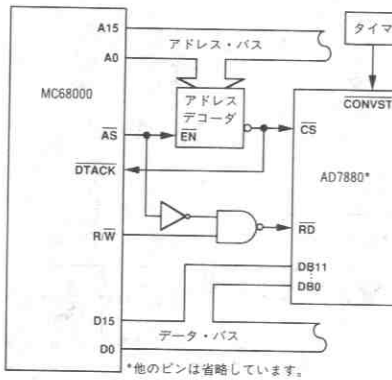 A15
アドレス・バス
タイマ
A0
MC68000
アドレス
デコーダ
CONVST
AS
EN
CS
DTACK
AD7880*
R/W
RD
DB11
DB0
D15
データ・バス
D0
*他のピンは省略しています。